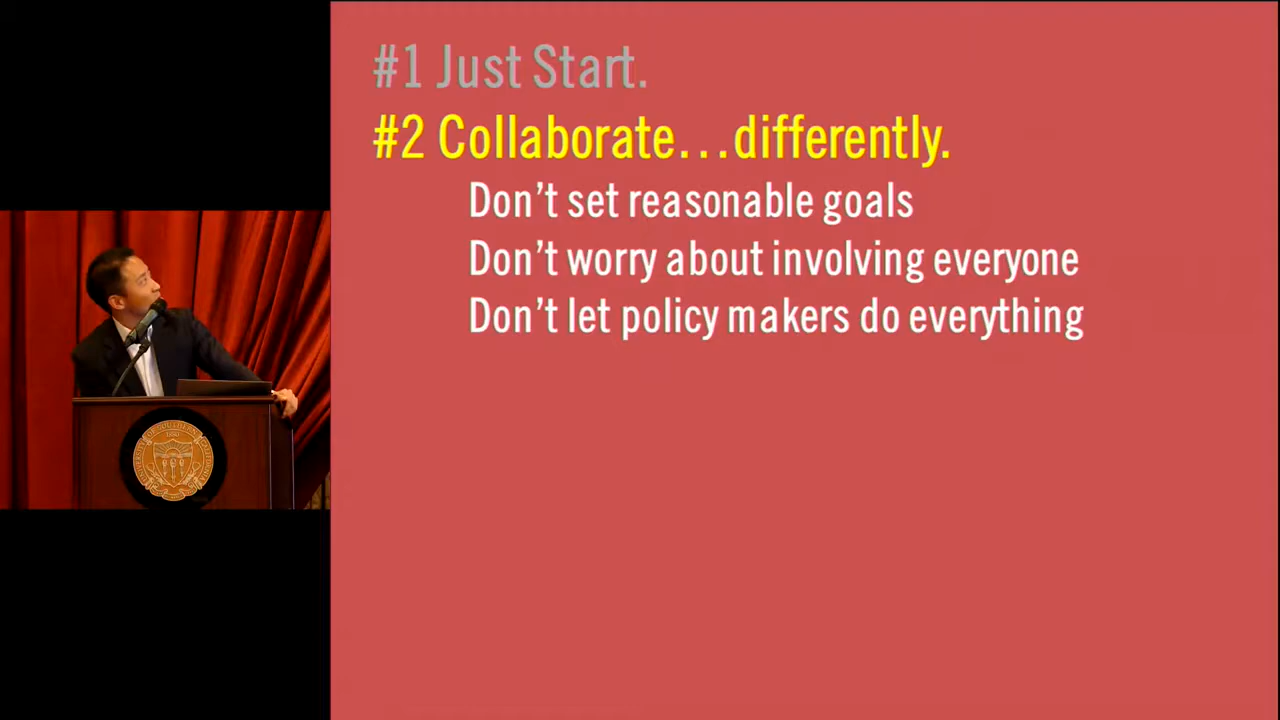 #1 Just Start.
#2 Collaborate...differently.
Don't set reasonable goals
Don't worry about involving everyone
Don't let policy makers do everything